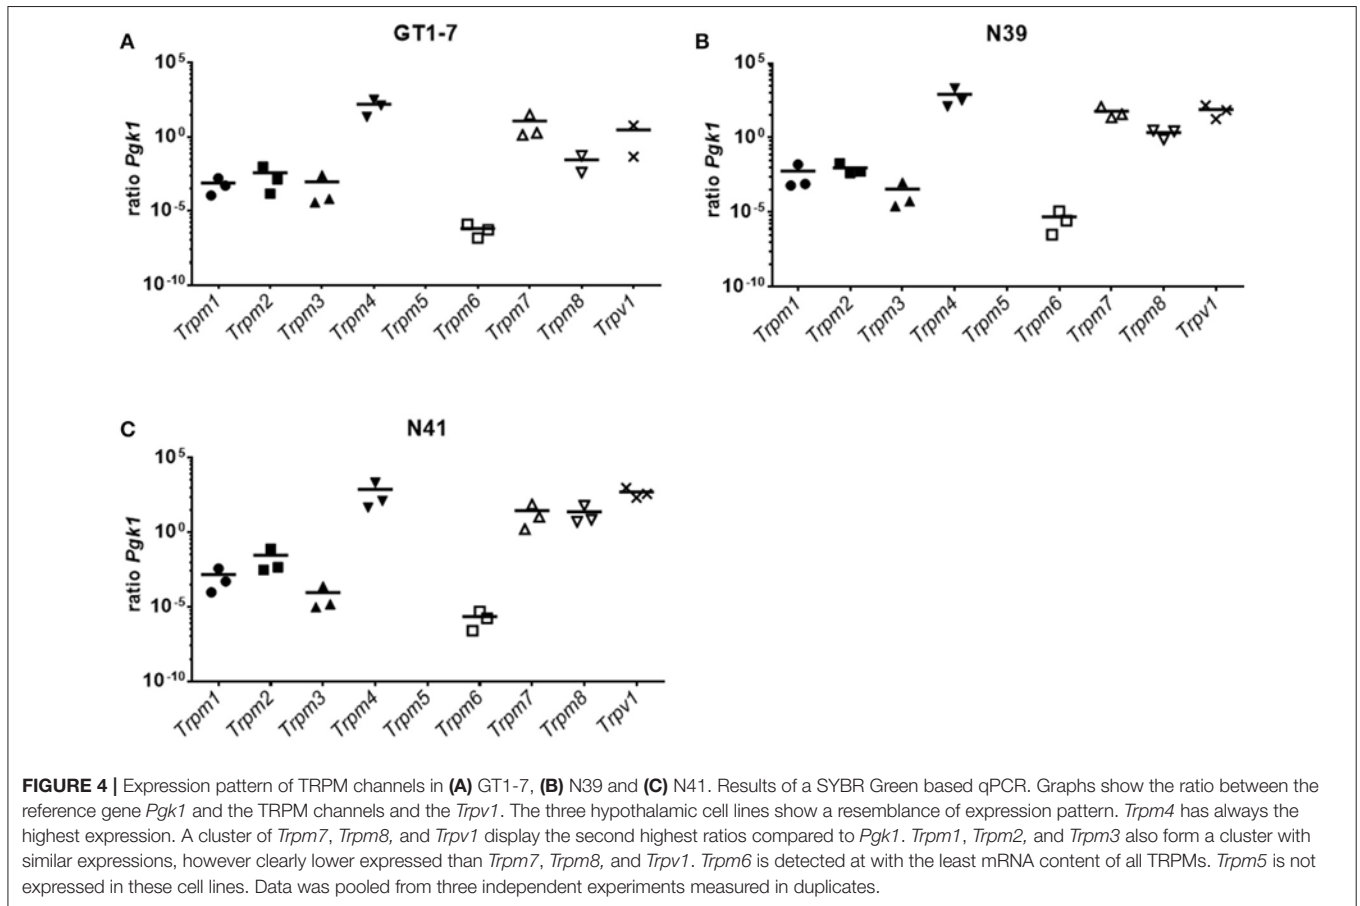 A
GT1-7
ratio Pgk1
10^5
10^0
10^-5
10^-10
Trpm1
Trpm2
Trpm3
Trpm4
Trpm5
Trpm6
Trpm7
Trpm8
Trpv1
B
N39
ratio Pgk1
10^5
10^0
10^-5
10^-10
Trpm1
Trpm2
Trpm3
Trpm4
Trpm5
Trpm6
Trpm7
Trpm8
Trpv1
C
N41
ratio Pgk1
10^5
10^0
10^-5
10^-10
Trpm1
Trpm2
Trpm3
Trpm4
Trpm5
Trpm6
Trpm7
Trpm8
Trpv1
FIGURE 4 | Expression pattern of TRPM channels in (A) GT1-7, (B) N39 and (C) N41. Results of a SYBR Green based qPCR. Graphs show the ratio between the
reference gene Pgk1 and the TRPM channels and the Trpv1. The three hypothalamic cell lines show a resemblance of expression pattern. Trpm4 has always the
highest expression. A cluster of Trpm7, Trpm8, and Trpv1 display the second highest ratios compared to Pgk1. Trpm1, Trpm2, and Trpm3 also form a cluster with
similar expressions, however clearly lower expressed than Trpm7, Trpm8, and Trpv1. Trpm6 is detected at with the least mRNA content of all TRPMs. Trpm5 is not
expressed in these cell lines. Data was pooled from three independent experiments measured in duplicates.